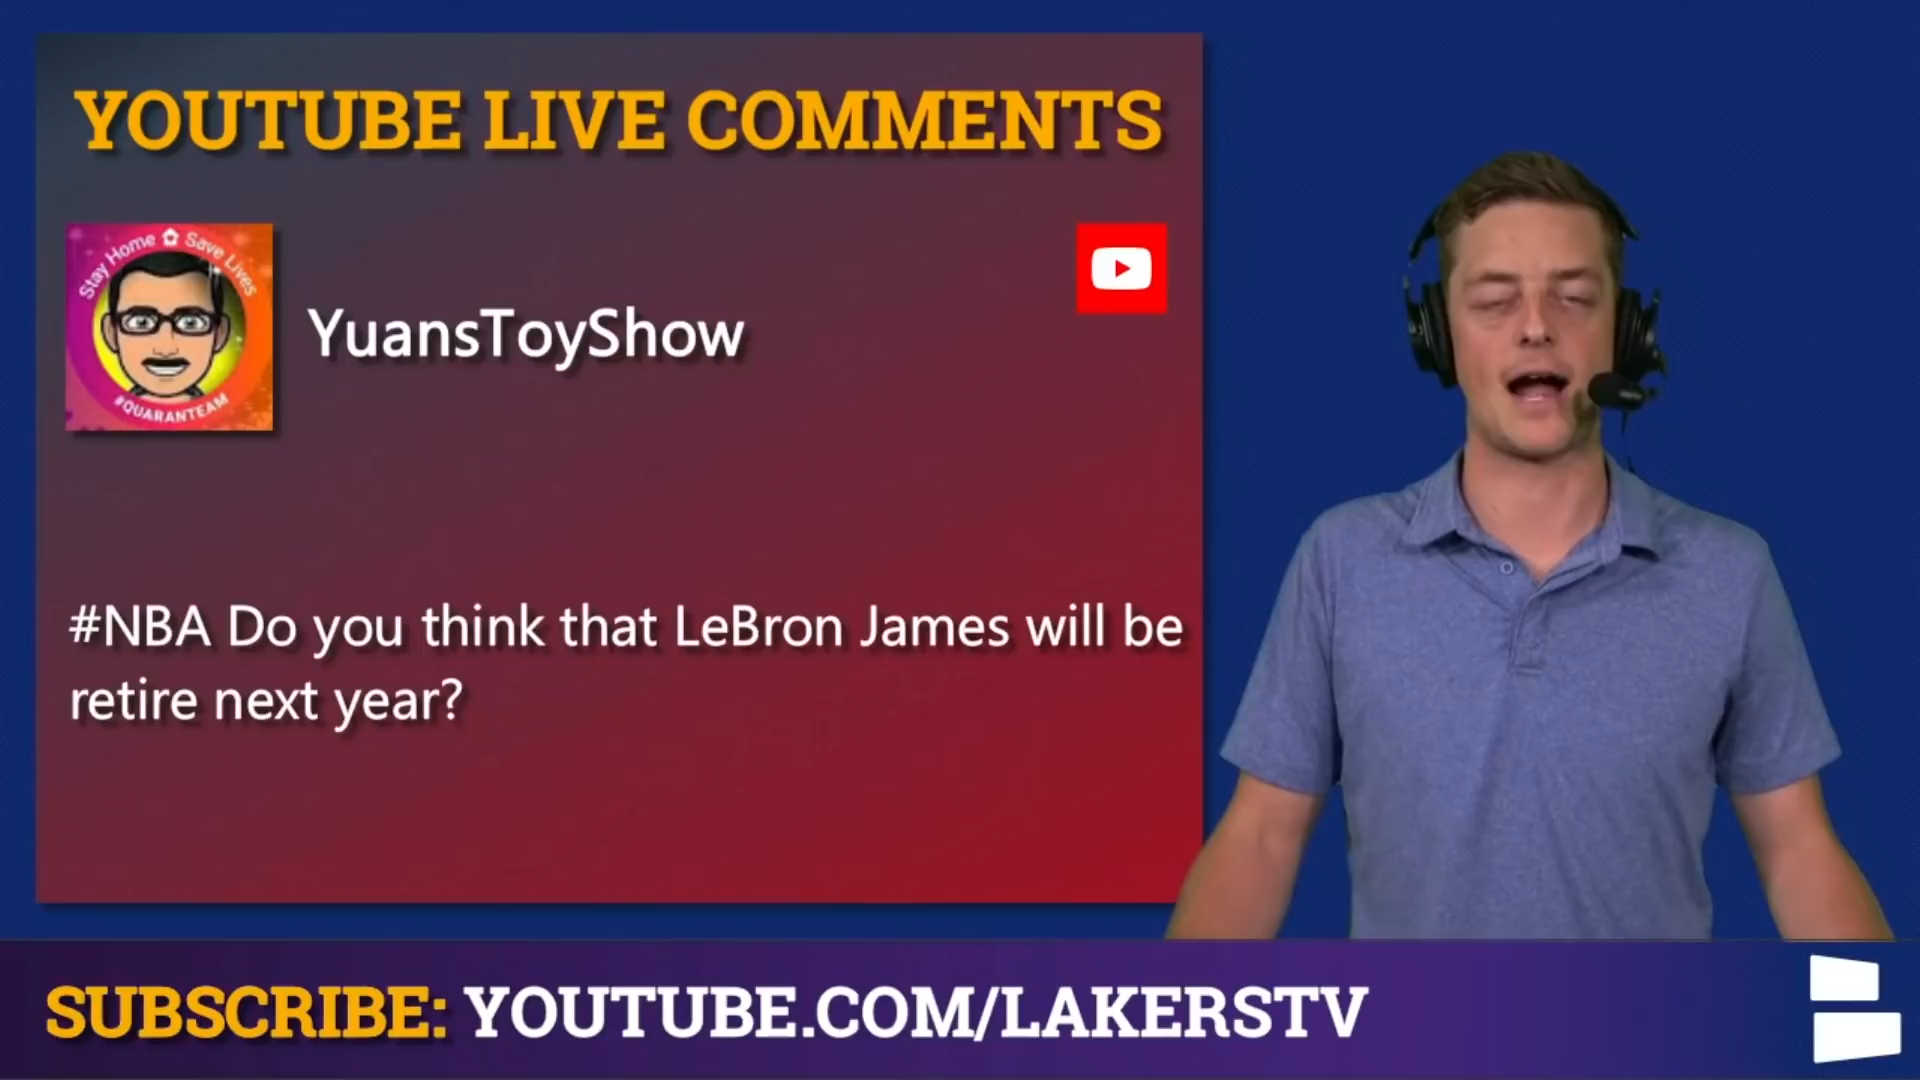 YOUTUBE LIVE COMMENTS
Stay Home Save Lives
#QUARANTEAM
YuansToyShow
#NBA Do you think that LeBron James will be
retire next year?
SUBSCRIBE: YOUTUBE.COM/LAKERSTV